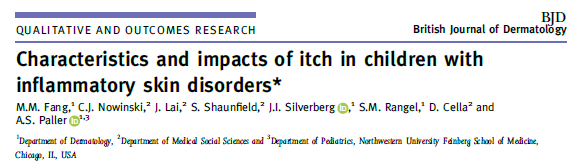 BJD
QUALITATIVE AND OUTCOMES RESEARCH British Journal of Dermatology
Characteristics and impacts of itch in children with
inflammatory skin disorders*
M.M. Fang,¹ C.J. Nowinski,² J. Lai,² S. Shaunfield,² J.I. Silverberg iD,¹ S.M. Rangel,¹ D. Cella² and
A.S. Paller iD¹,³
¹Department of Dermatology, ²Department of Medical Social Sciences and ³Department of Pediatrics, Northwestern University Feinberg School of Medicine,
Chicago, IL, USA